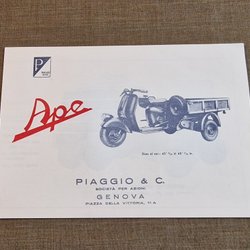 P
Ape
PIAGGIO & C.
SOCIETÀ PER AZIONI
GENOVA
PIAZZA DELLA VITTORIA, 11 A